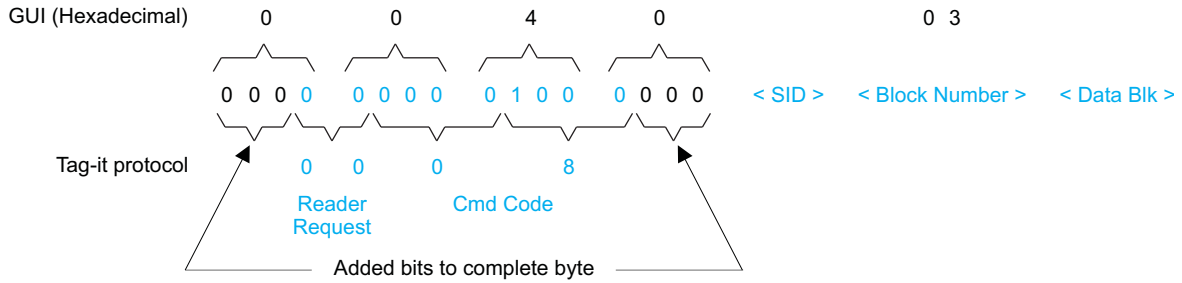 GUI (Hexadecimal) 0 0 4 0 0 3
0 0 0 0 0 0 0 0 0 1 0 0 0 0 0 0 < SID > < Block Number > < Data Blk >
Tag-it protocol 0 0 0 8
Reader Cmd Code
Request
Added bits to complete byte